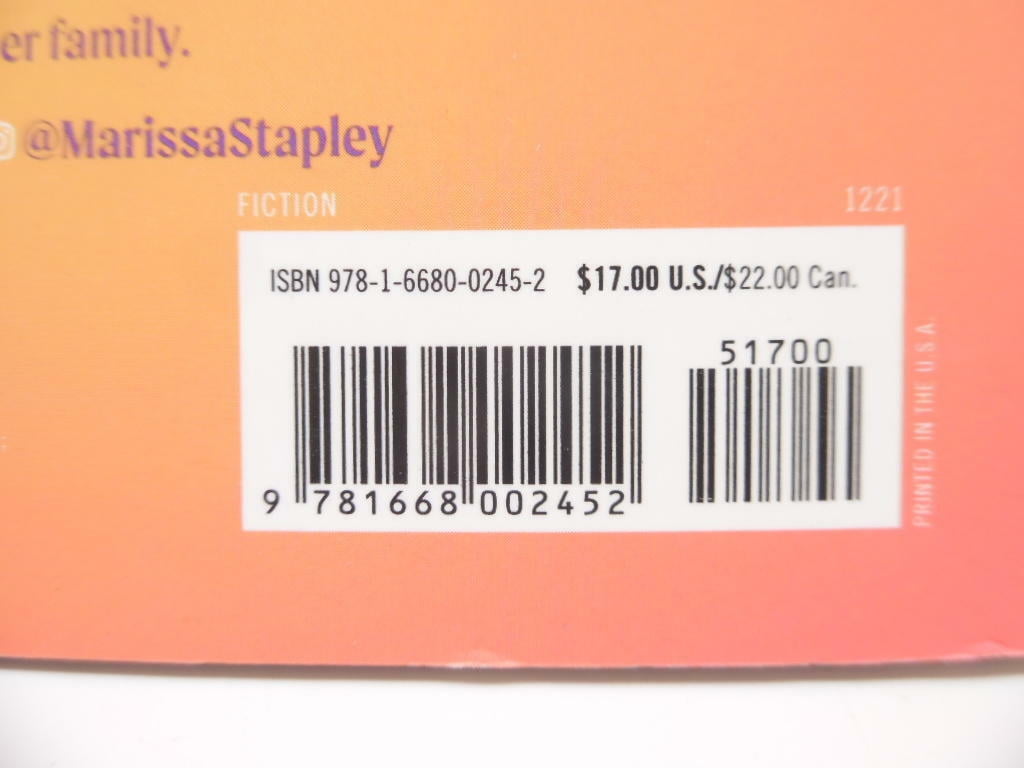 er family.
@MarissaStapley
FICTION 1221
ISBN 978-1-6680-0245-2 $17.00 U.S./$22.00 Can.
51700
9 781668 002452
PRINTED IN THE U.S.A.